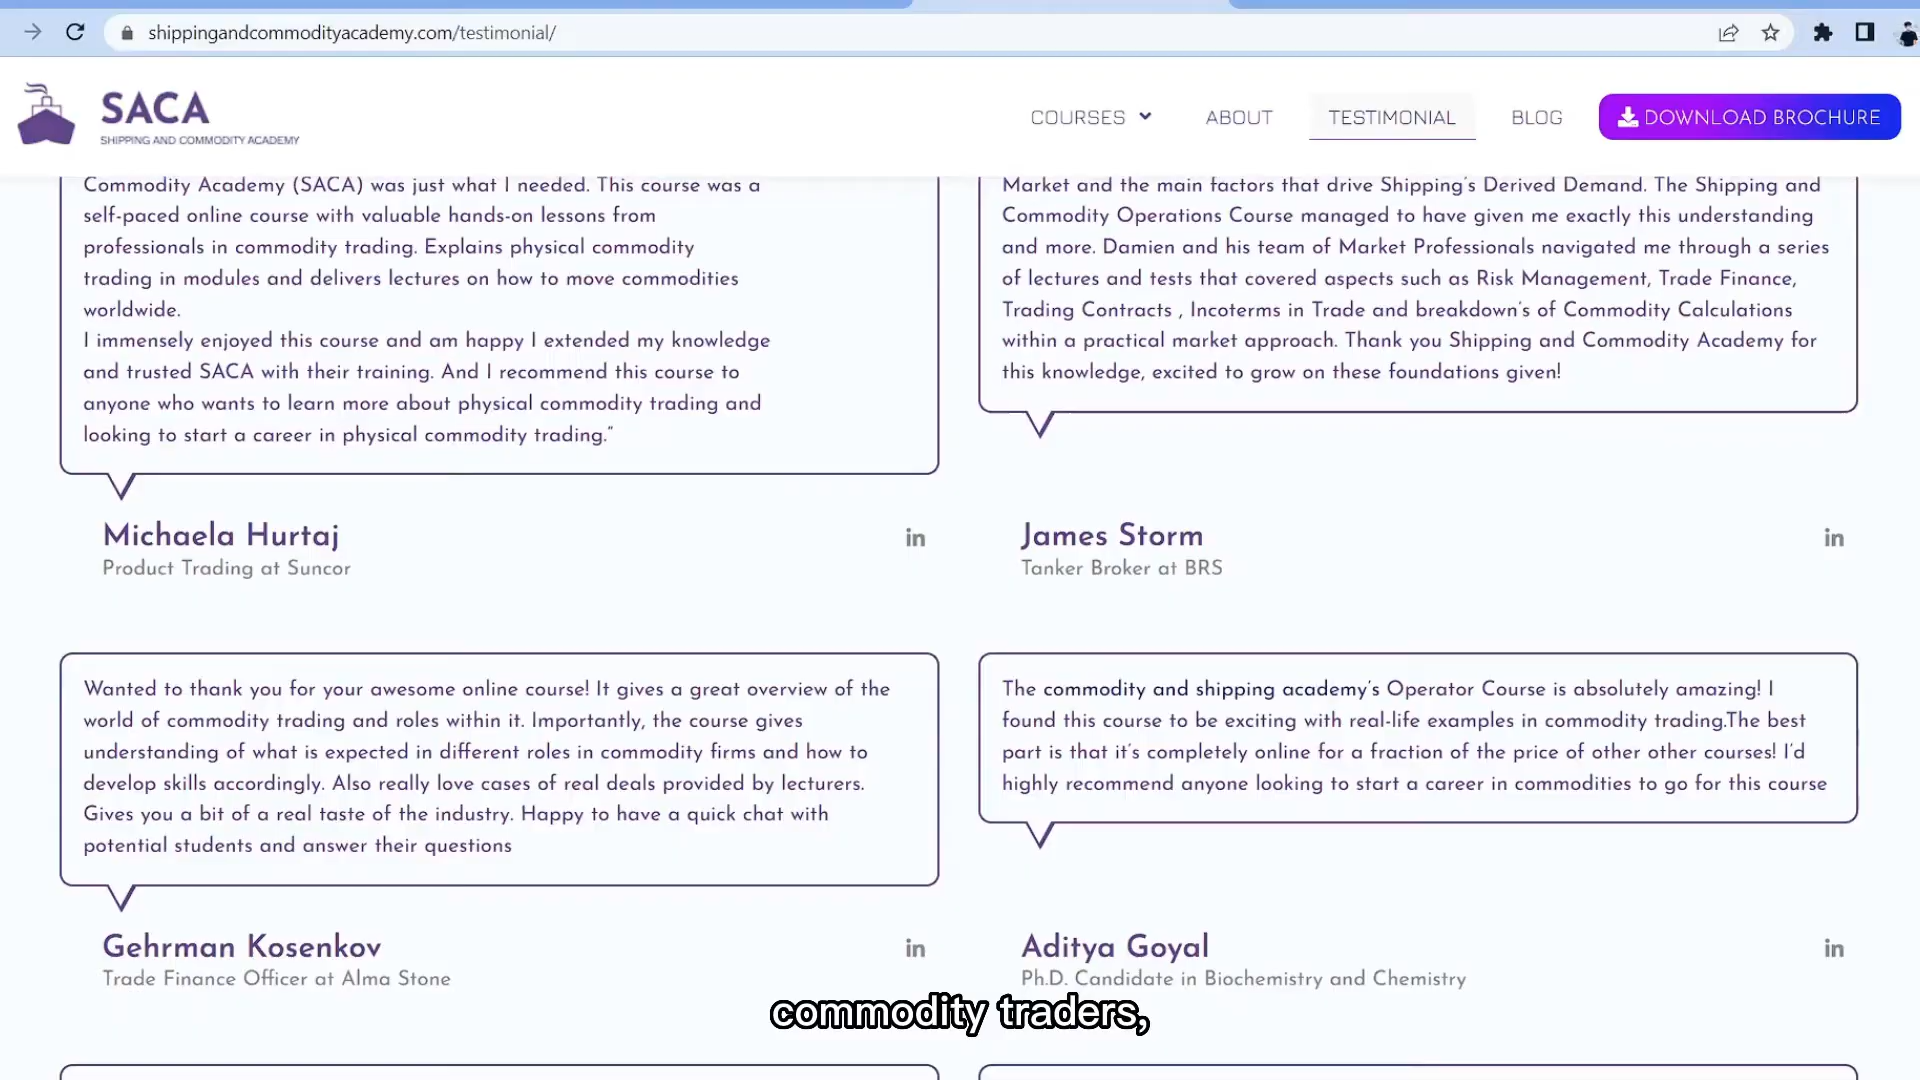 shippingandcommodityacademy.com/testimonial/
SACA
SHIPPING AND COMMODITY ACADEMY
COURSES
ABOUT
TESTIMONIAL
BLOG
DOWNLOAD BROCHURE
Commodity Academy (SACA) was just what I needed. This course was a
self-paced online course with valuable hands-on lessons from
professionals in commodity trading. Explains physical commodity
trading in modules and delivers lectures on how to move commodities
worldwide.
I immensely enjoyed this course and am happy I extended my knowledge
and trusted SACA with their training. And I recommend this course to
anyone who wants to learn more about physical commodity trading and
looking to start a career in physical commodity trading."
Michaela Hurtaj
in
Product Trading at Suncor
Market and the main factors that drive Shipping's Derived Demand. The Shipping and
Commodity Operations Course managed to have given me exactly this understanding
and more. Damien and his team of Market Professionals navigated me through a series
of lectures and tests that covered aspects such as Risk Management, Trade Finance,
Trading Contracts , Incoterms in Trade and breakdown's of Commodity Calculations
within a practical market approach. Thank you Shipping and Commodity Academy for
this knowledge, excited to grow on these foundations given!
James Storm
in
Tanker Broker at BRS
Wanted to thank you for your awesome online course! It gives a great overview of the
world of commodity trading and roles within it. Importantly, the course gives
understanding of what is expected in different roles in commodity firms and how to
develop skills accordingly. Also really love cases of real deals provided by lecturers.
Gives you a bit of a real taste of the industry. Happy to have a quick chat with
potential students and answer their questions
Gehrman Kosenkov
in
Trade Finance Officer at Alma Stone
The commodity and shipping academy's Operator Course is absolutely amazing! I
found this course to be exciting with real-life examples in commodity trading.The best
part is that it's completely online for a fraction of the price of other other courses! I'd
highly recommend anyone looking to start a career in commodities to go for this course
Aditya Goyal
in
Ph.D. Candidate in Biochemistry and Chemistry
commodity traders,